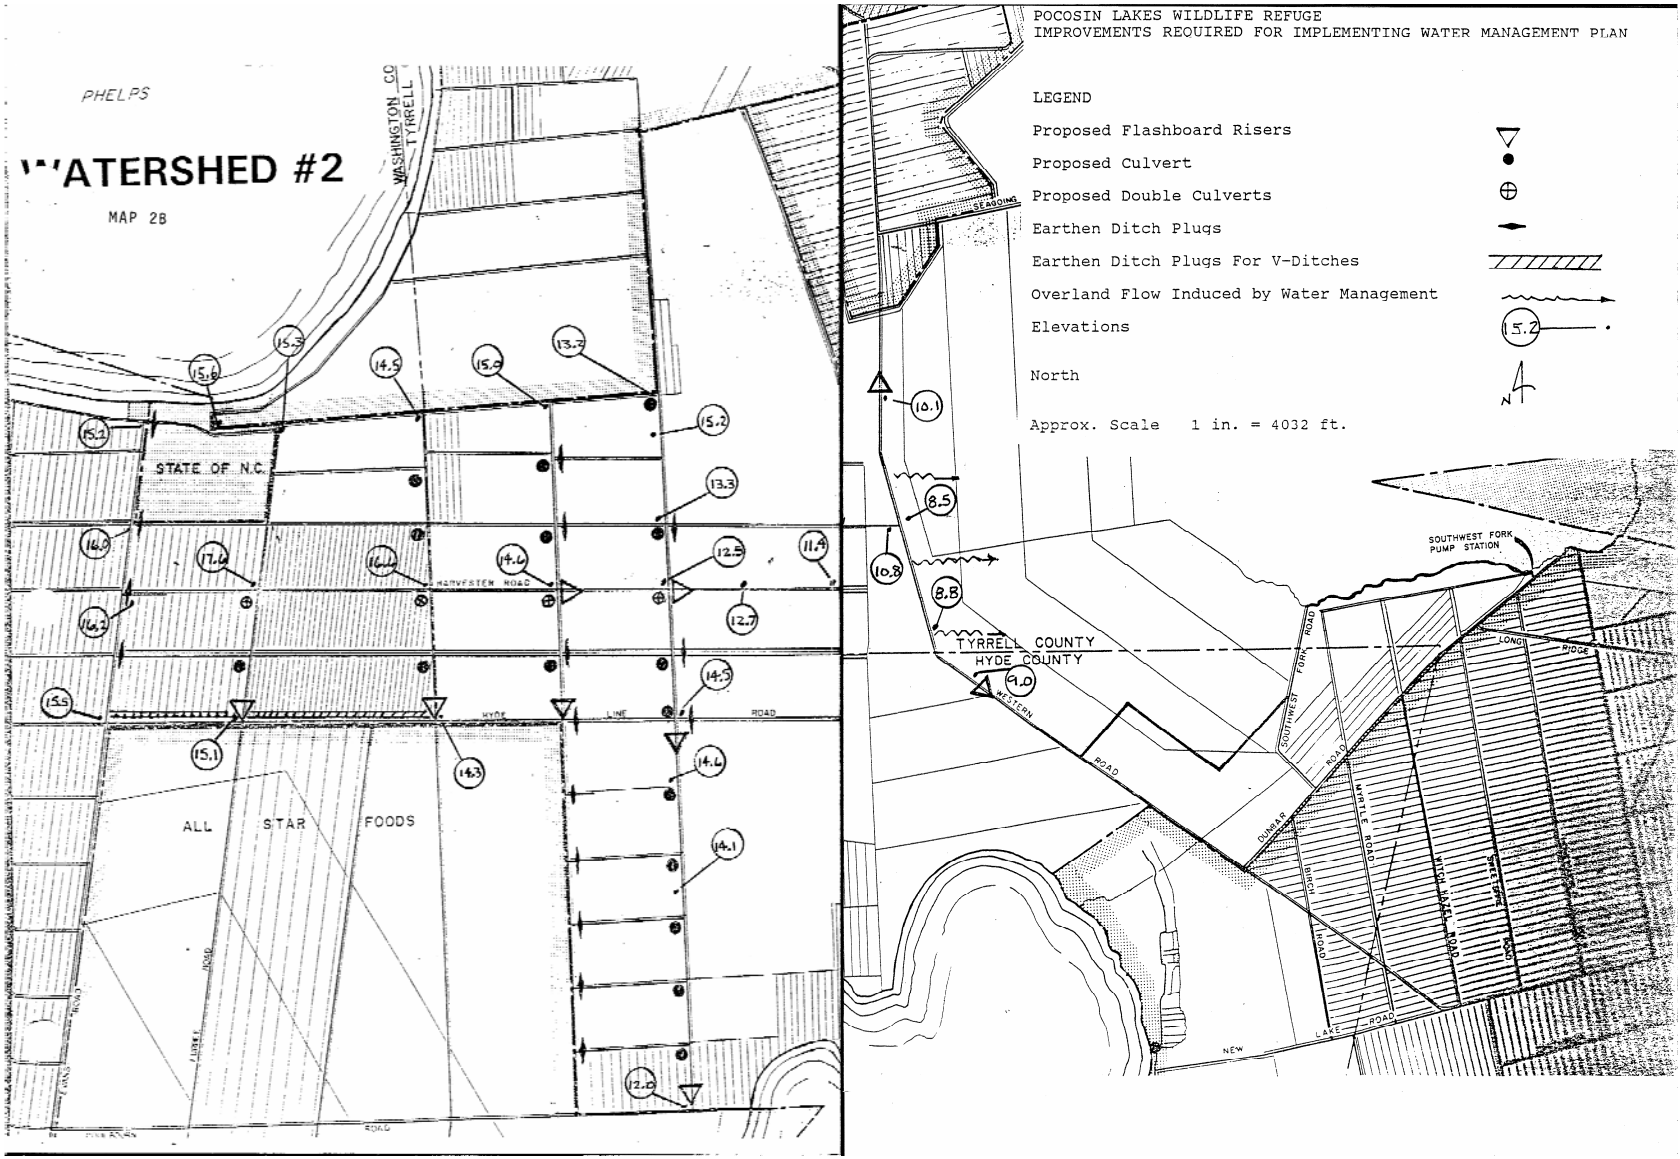 PHELPS
WATERSHED #2
MAP 2B
WASHINGTON CO
TYRRELL
15.3
15.6
14.5
15.0
13.2
15.2
15.2
STATE OF N.C.
13.3
16.0
17.6
16.6
14.6
12.5
11.4
HARVESTER ROAD
16.2
12.7
14.5
15.5
HYDE LINE ROAD
15.1
14.3
14.6
ALL STAR FOODS
14.1
ROAD
ROAD
EVANS
12.0
ROAD
POCOSIN LAKES WILDLIFE REFUGE
IMPROVEMENTS REQUIRED FOR IMPLEMENTING WATER MANAGEMENT PLAN
LEGEND
Proposed Flashboard Risers
Proposed Culvert
Proposed Double Culverts
Earthen Ditch Plugs
Earthen Ditch Plugs For V-Ditches
Overland Flow Induced by Water Management
Elevations
15.2
North
N
Approx. Scale 1 in. = 4032 ft.
SEAGOING
10.1
8.5
10.8
8.8
SOUTHWEST FORK
PUMP STATION
TYRRELL COUNTY
HYDE COUNTY
9.0
WESTERN ROAD
SOUTHWEST FORK ROAD
LONG RIDGE
DUNBAR ROAD
MYRTLE ROAD
BIRCH ROAD
WITCH HAZEL ROAD
ROAD
NEW LAKE ROAD